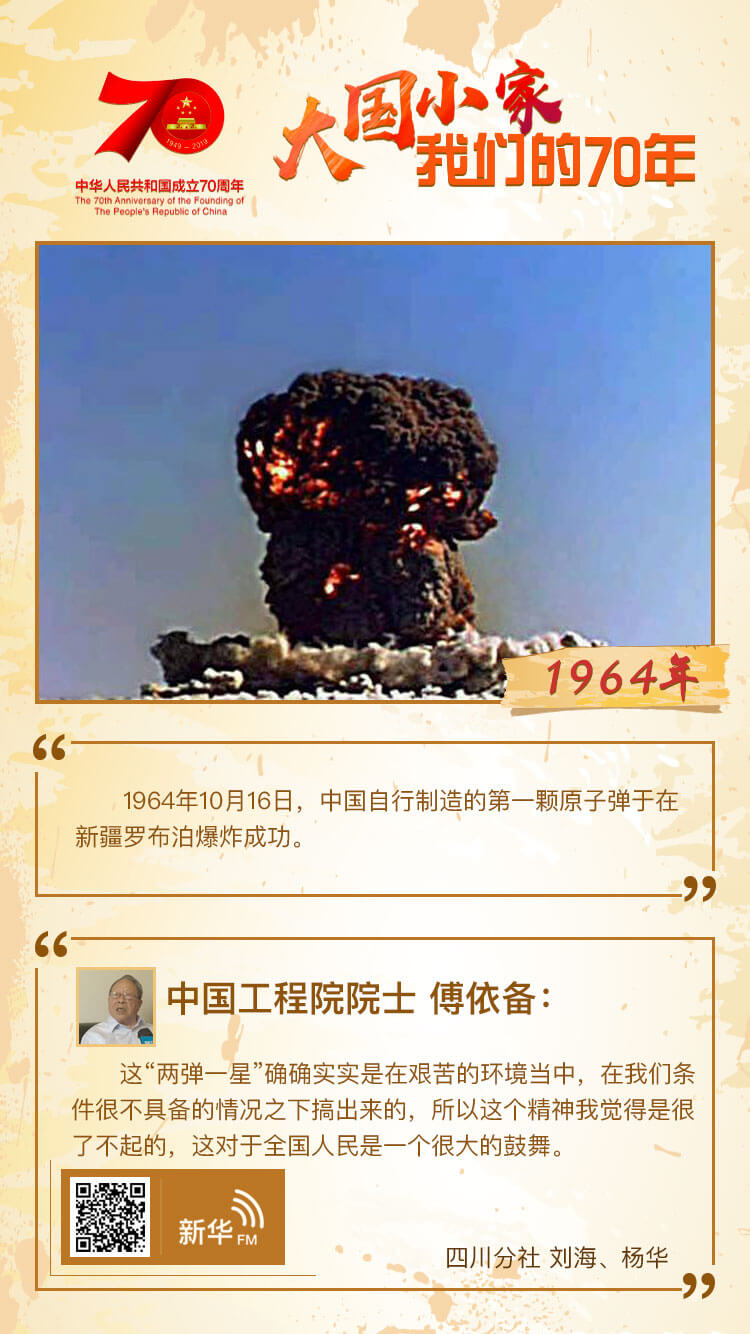 1949－2019
中华人民共和国成立70周年
The 70th Anniversary of the Founding of
The People's Republic of China
大国小家
我们的70年
1964年
1964年10月16日，中国自行制造的第一颗原子弹于在
新疆罗布泊爆炸成功。
中国工程院院士 傅依备：
这“两弹一星”确确实实是在艰苦的环境当中，在我们条
件很不具备的情况之下搞出来的，所以这个精神我觉得是很
了不起的，这对于全国人民是一个很大的鼓舞。
新华FM
四川分社 刘海、杨华